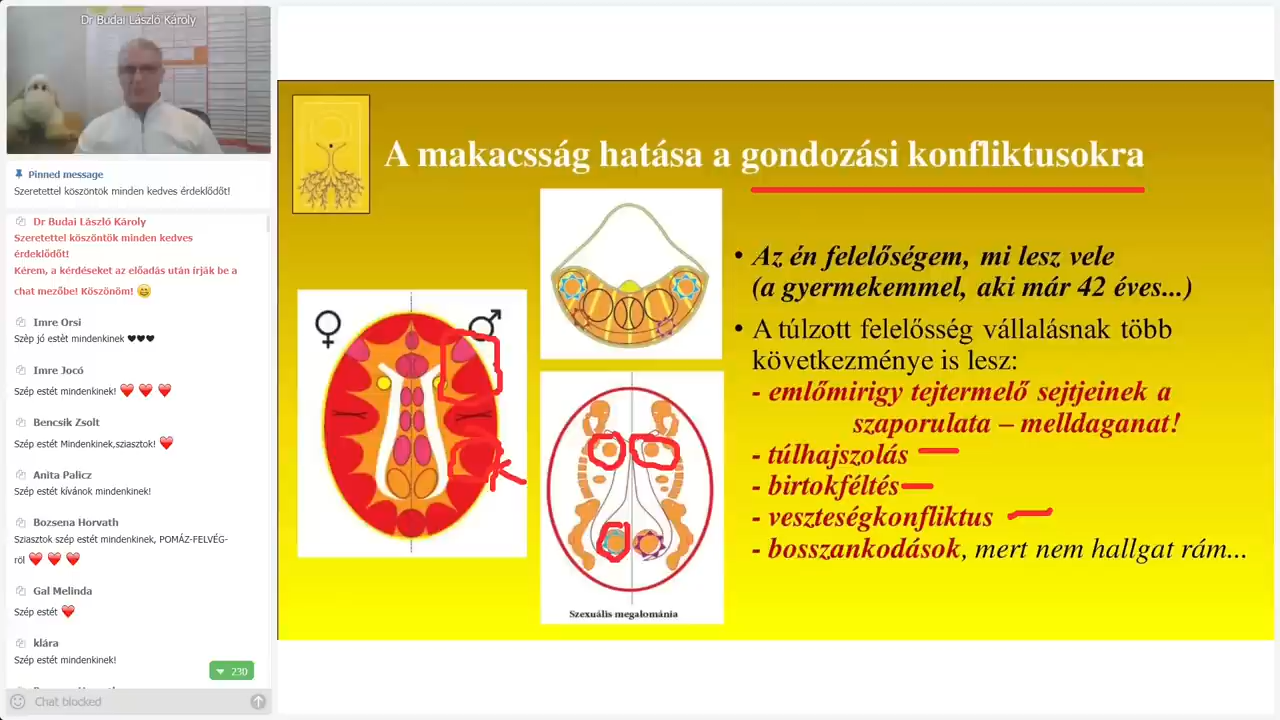 Dr Budai László Károly
Pinned message
Szeretettel köszöntök minden kedves érdeklődőt!
Dr Budai László Károly
Szeretettel köszöntök minden kedves
érdeklődőt!
Kérem, a kérdéseket az előadás után írják be a
chat mezőbe! Köszönöm! 😄
Imre Orsi
Szèp jó estèt mindenkinek ♥♥♥
Imre Jocó
Szép estét mindenkinek! ❤️ ❤️ ❤️
Bencsik Zsolt
Szép estét Mindenkinek,sziasztok! ❤️
Anita Palicz
Szép estét kívánok mindenkinek!
Bozsena Horvath
Sziasztok szép estét mindenkinek, POMÁZ-FELVÉG-
ről ❤️ ❤️ ❤️
Gal Melinda
Szép estét ❤️
klára
Szép estét mindenkinek!
230
Chat blocked
A makacsság hatása a gondozási konfliktusokra
♀ ♂
K
Szexuális megalománia
• Az én felelőségem, mi lesz vele
(a gyermekemmel, aki már 42 éves...)
• A túlzott felelősség vállalásnak több
következménye is lesz:
- emlőmirigy tejtermelő sejtjeinek a
szaporulata – melldaganat!
- túlhajszolás
- birtokféltés
- veszteségkonfliktus
- bosszankodások, mert nem hallgat rám...